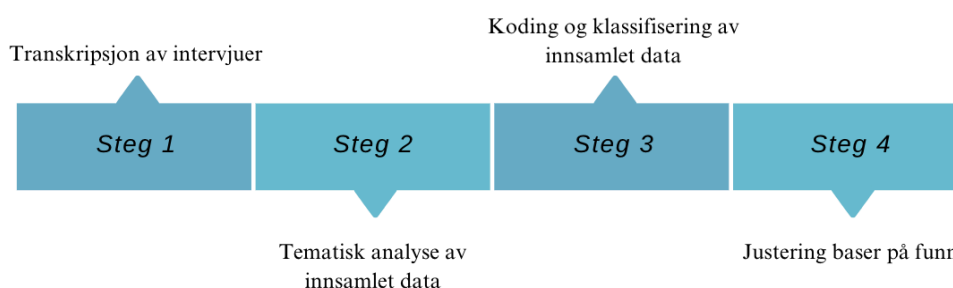 Transkripsjon av intervjuer
Koding og klassifisering av
innsamlet data
Steg 1
Steg 2
Steg 3
Steg 4
Tematisk analyse av
innsamlet data
Justering baser på funn